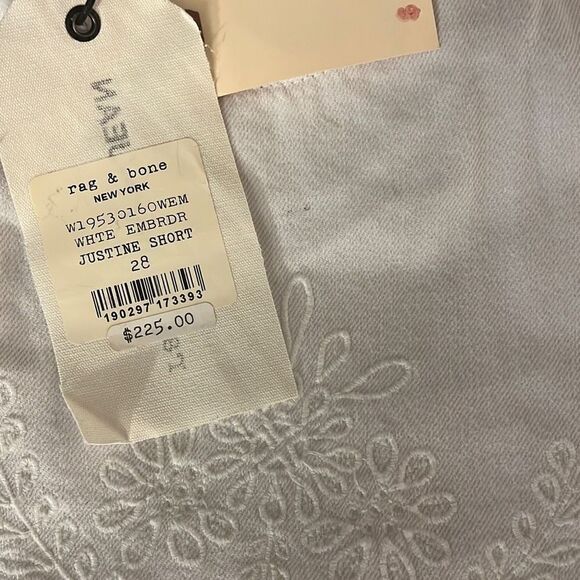 rag & bone
NEW YORK
W19530160WEM
WHTE EMBRDR
JUSTINE SHORT
28
190297 173393
$225.00